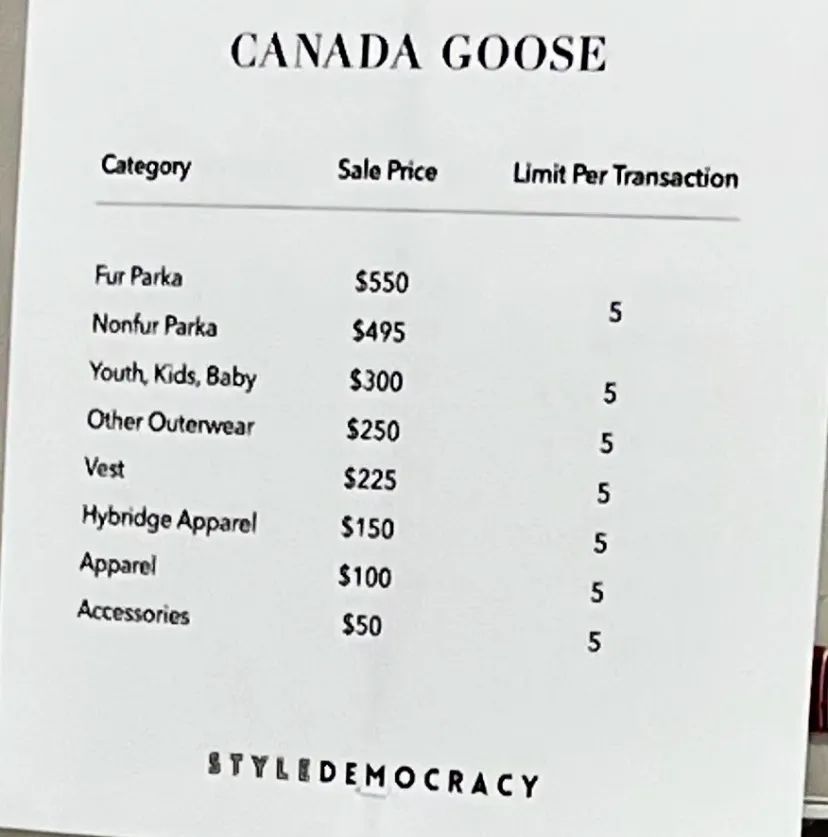 CANADA GOOSE
Category Sale Price Limit Per Transaction
Fur Parka $550
5
Nonfur Parka $495
Youth, Kids, Baby $300 5
Other Outerwear $250 5
Vest $225 5
Hybridge Apparel $150 5
Apparel $100 5
Accessories $50 5
STYLEDEMOCRACY